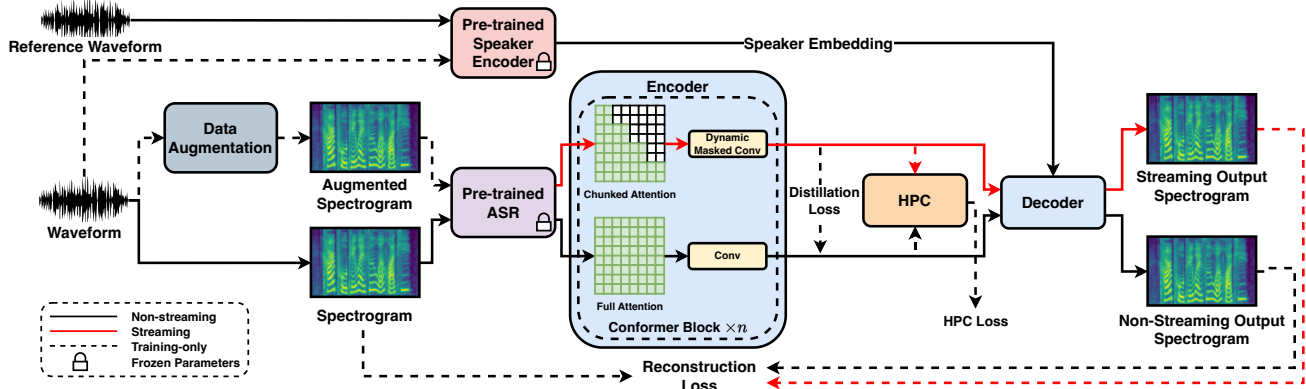 Reference Waveform
Pre-trained
Speaker
Encoder
Speaker Embedding
Data
Augmentation
Augmented
Spectrogram
Waveform
Spectrogram
Pre-trained
ASR
Encoder
Chunked Attention
Dynamic
Masked Conv
Full Attention
Conv
Conformer Block ×n
Distillation
Loss
HPC
HPC Loss
Decoder
Streaming Output
Spectrogram
Non-Streaming Output
Spectrogram
Reconstruction
Loss
Non-streaming
Streaming
Training-only
Frozen Parameters